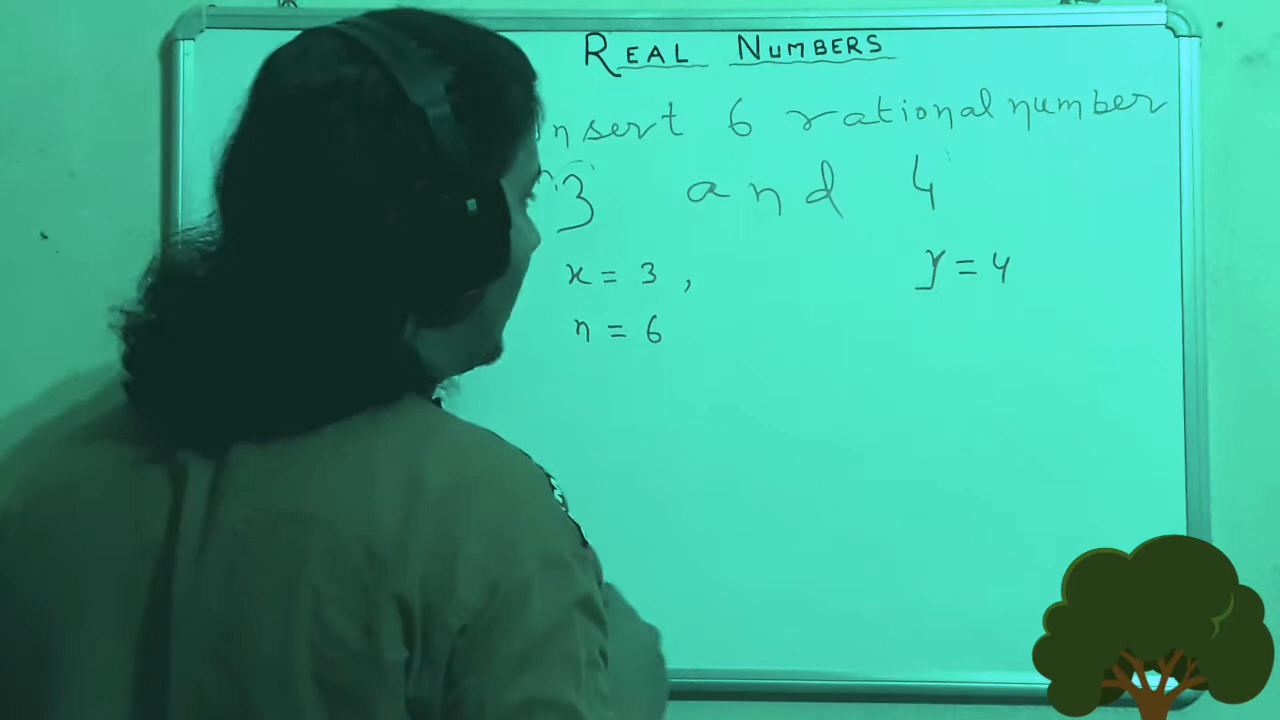 REAL NUMBERS
nsert 6 rational number
3 and 4
x = 3 , y = 4
n = 6